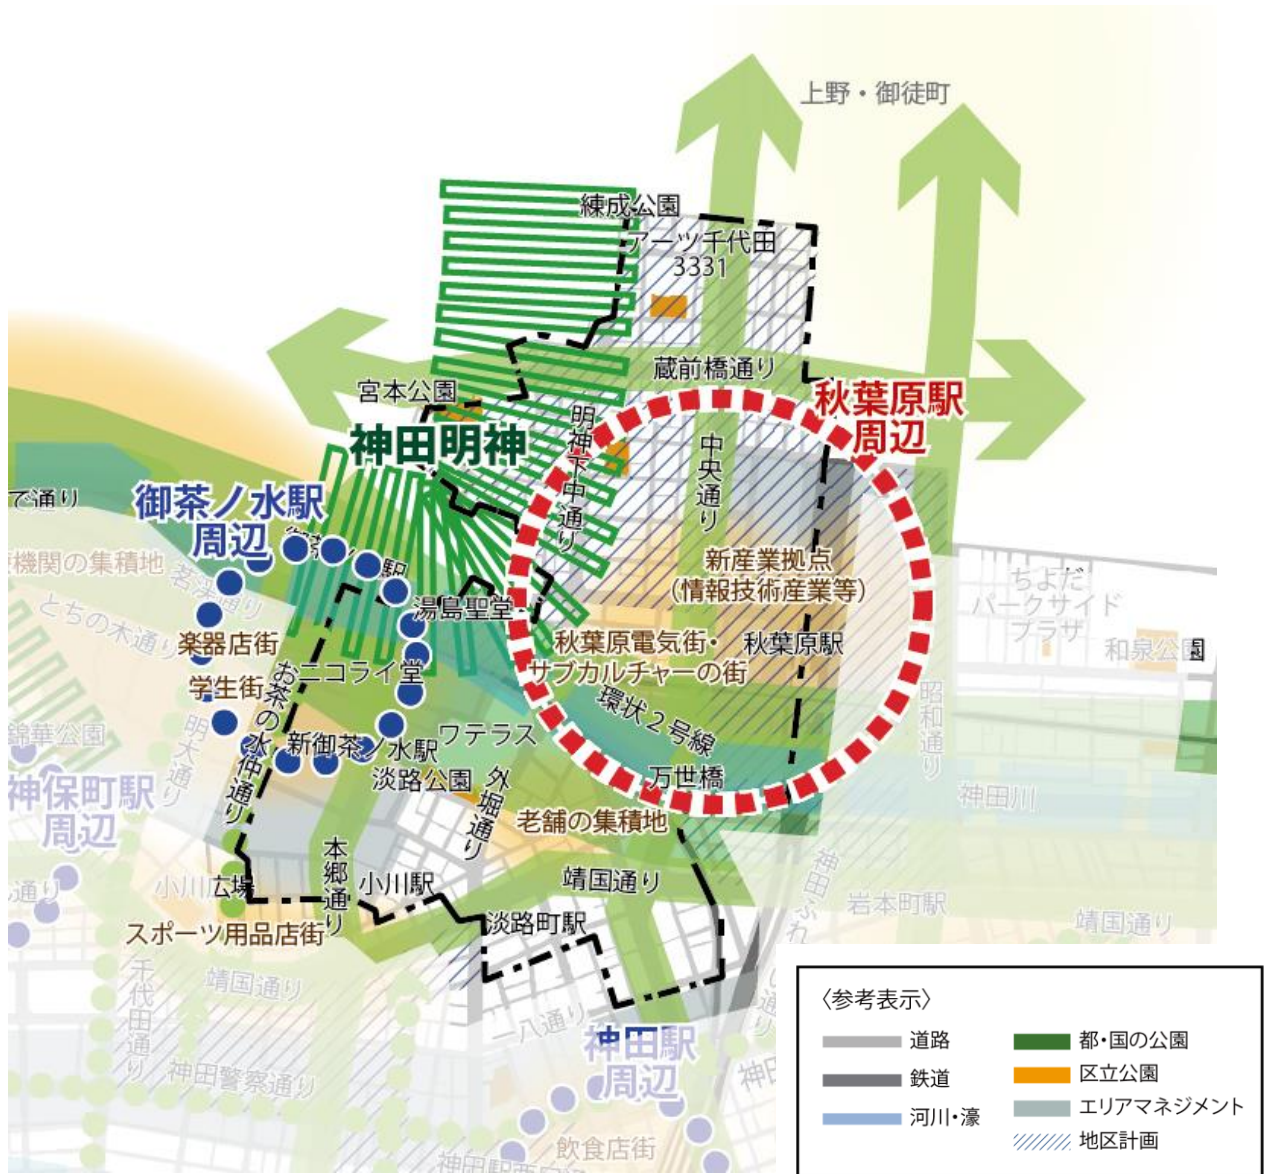 上野・御徒町
練成公園
アーツ千代田
3331
蔵前橋通り
宮本公園
秋葉原駅
周辺
神田明神
明神下中通り
中央通り
で通り
御茶ノ水駅
周辺
機関の集積地
若渓通り
とちの木通り
新産業拠点
(情報技術産業等)
ちよだ
パークサイド
プラザ
和泉公園
湯島聖堂
楽器店街
学生街
ニコライ堂
お茶の水仲通り
秋葉原電気街・
サブカルチャーの街
秋葉原駅
環状2号線
昭和通り
錦華公園
明大通り
新御茶ノ水駅
ワテラス
淡路公園
外堀通り
万世橋
神田川
神保町駅
周辺
老舗の集積地
本郷通り
小川広場
小川駅
靖国通り
岩本町駅
靖国通り
淡路町駅
スポーツ用品店街
千代田通り
靖国通り
一八通り
神田駅
周辺
神田警察通り
飲食店街
〈参考表示〉
道路
鉄道
河川・濠
都・国の公園
区立公園
エリアマネジメント
地区計画